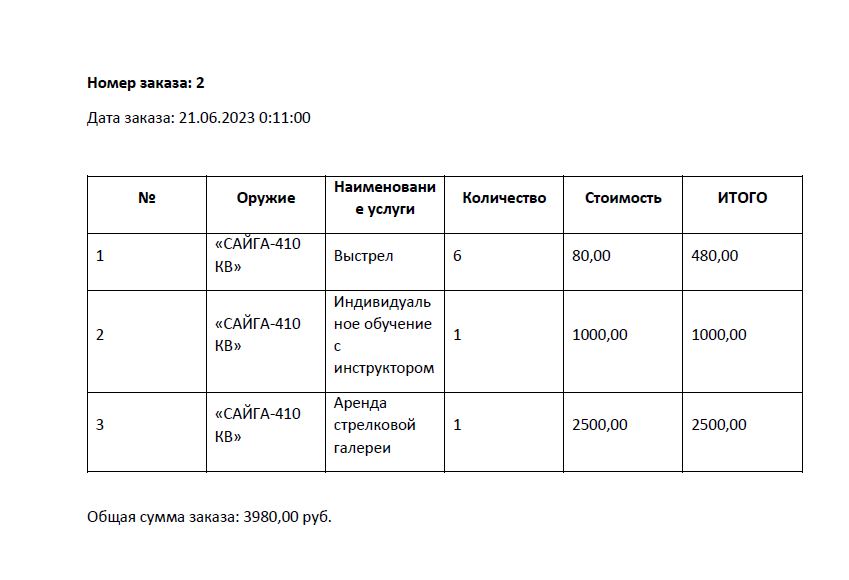 Номер заказа: 2
Дата заказа: 21.06.2023 0:11:00
№ Оружие Наименовани
е услуги Количество Стоимость ИТОГО
1 «САЙГА-410
КВ» Выстрел 6 80,00 480,00
2 «САЙГА-410
КВ» Индивидуаль
ное обучение
с
инструктором 1 1000,00 1000,00
3 «САЙГА-410
КВ» Аренда
стрелковой
галереи 1 2500,00 2500,00
Общая сумма заказа: 3980,00 руб.